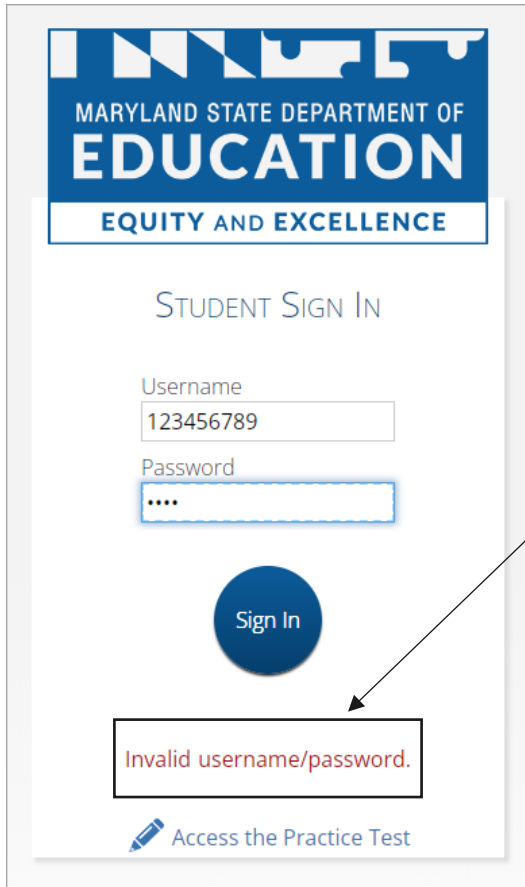 MARYLAND STATE DEPARTMENT OF
EDUCATION
EQUITY AND EXCELLENCE
STUDENT SIGN IN
Username
123456789
Password
••••
Sign In
Invalid username/password.
Access the Practice Test